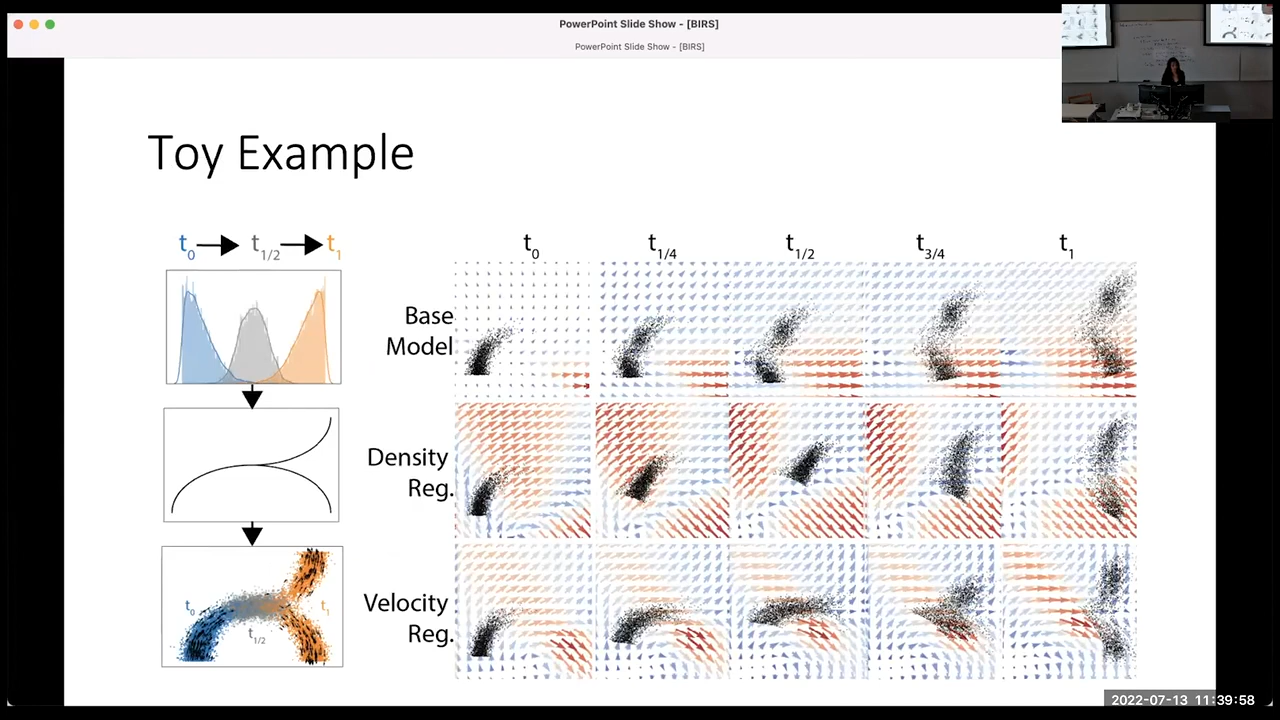 PowerPoint Slide Show - [BIRS]
PowerPoint Slide Show - [BIRS]
Toy Example
t0 t1/2 t1
t0 t1/4 t1/2 t3/4 t1
Base
Model
Density
Reg.
Velocity
Reg.
t0 t1
t1/2
2022-07-13 11:39:58